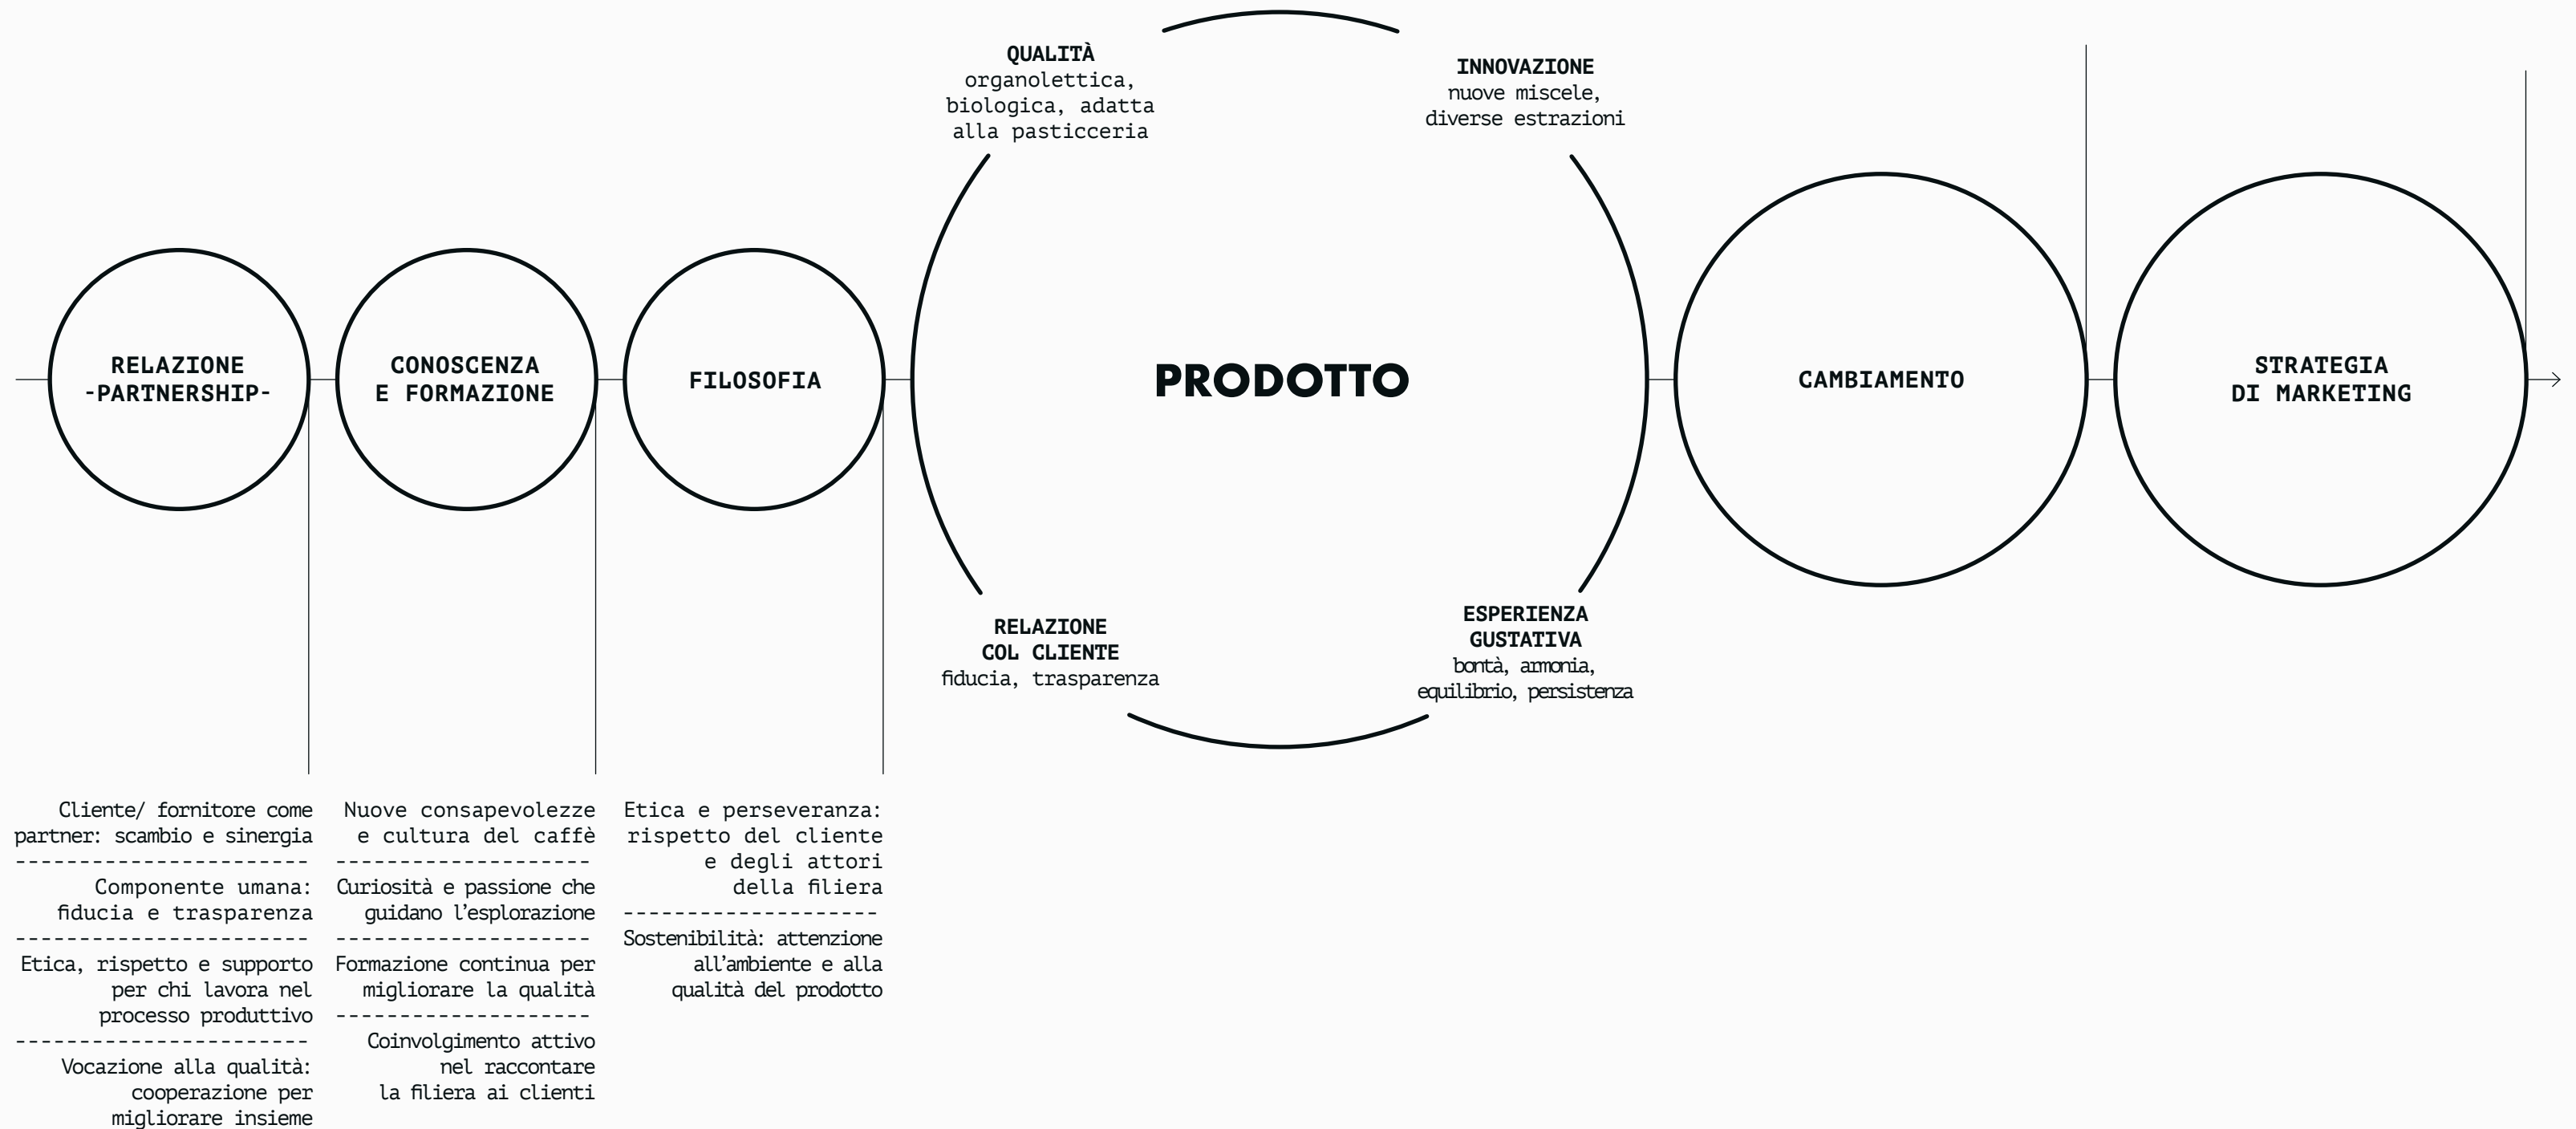 QUALITÀ
organolettica,
biologica, adatta
alla pasticceria
INNOVAZIONE
nuove miscele,
diverse estrazioni
RELAZIONE
-PARTNERSHIP-
CONOSCENZA
E FORMAZIONE
FILOSOFIA
PRODOTTO
CAMBIAMENTO
STRATEGIA
DI MARKETING
RELAZIONE
COL CLIENTE
fiducia, trasparenza
ESPERIENZA
GUSTATIVA
bontà, armonia,
equilibrio, persistenza
Cliente/ fornitore come
partner: scambio e sinergia
-----------------------
Componente umana:
fiducia e trasparenza
-----------------------
Etica, rispetto e supporto
per chi lavora nel
processo produttivo
-----------------------
Vocazione alla qualità:
cooperazione per
migliorare insieme
Nuove consapevolezze
e cultura del caffè
--------------------
Curiosità e passione che
guidano l’esplorazione
--------------------
Formazione continua per
migliorare la qualità
--------------------
Coinvolgimento attivo
nel raccontare
la filiera ai clienti
Etica e perseveranza:
rispetto del cliente
e degli attori
della filiera
--------------------
Sostenibilità: attenzione
all’ambiente e alla
qualità del prodotto